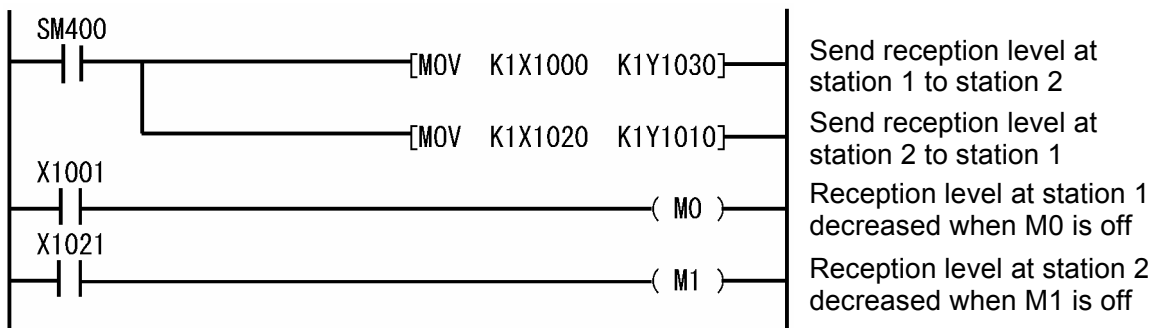 SM400
[MOV K1X1000 K1Y1030]
Send reception level at
station 1 to station 2
[MOV K1X1020 K1Y1010]
Send reception level at
station 2 to station 1
X1001
( M0 )
Reception level at station 1
decreased when M0 is off
X1021
( M1 )
Reception level at station 2
decreased when M1 is off